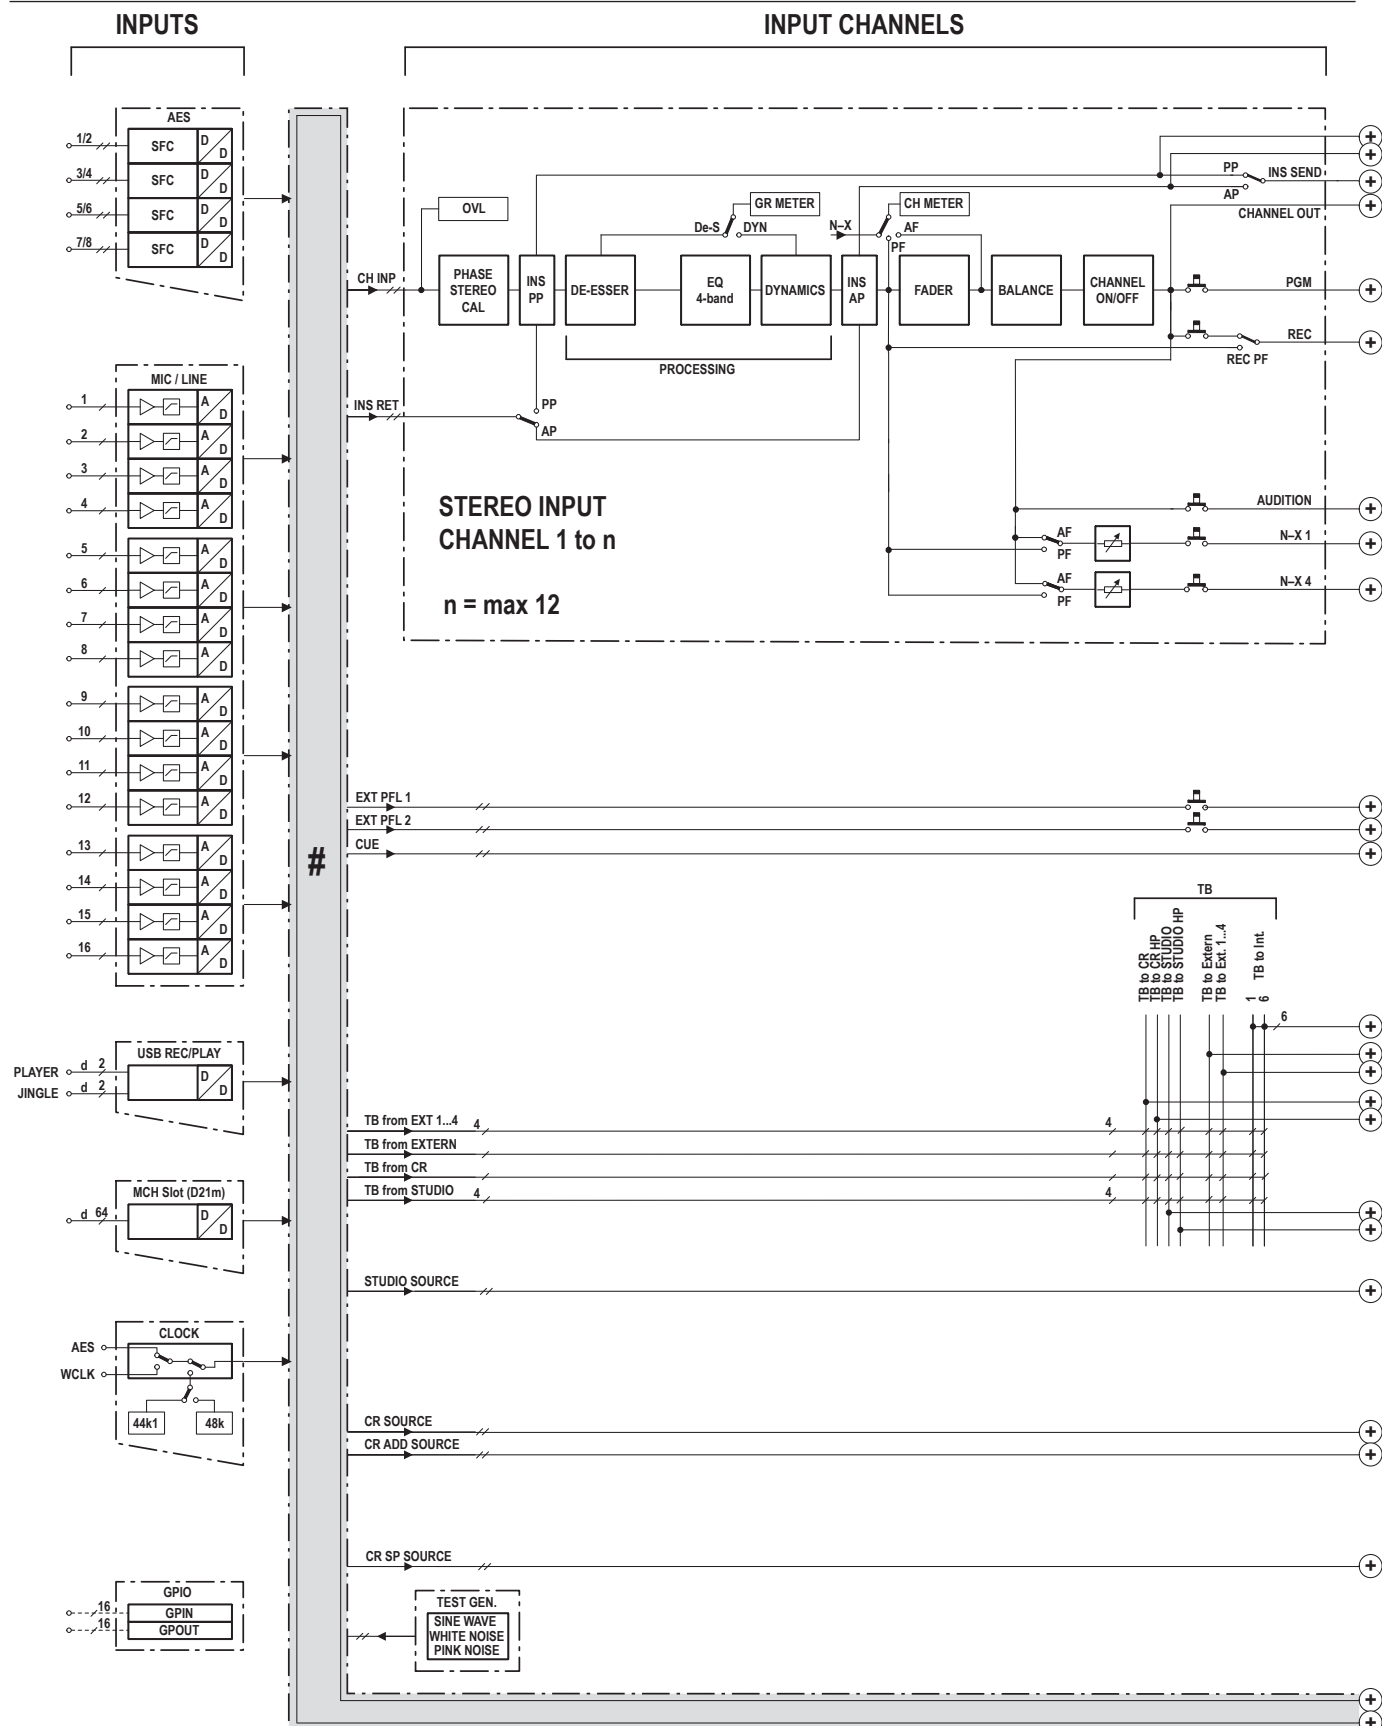 INPUTS
INPUT CHANNELS
AES
1/2 SFC D D
3/4 SFC D D
5/6 SFC D D
7/8 SFC D D
MIC / LINE
1 A D
2 A D
3 A D
4 A D
5 A D
6 A D
7 A D
8 A D
9 A D
10 A D
11 A D
12 A D
13 A D
14 A D
15 A D
16 A D
USB REC/PLAY
PLAYER d 2 D D
JINGLE d 2
MCH Slot (D21m)
d 64 D D
CLOCK
AES
WCLK
44k1 48k
GPIO
16 GPIN
16 GPOUT
#
CH INP
INS RET
OVL
PHASE
STEREO
CAL
INS
PP
DE-ESSER
EQ
4-band
DYNAMICS
INS
AP
FADER
BALANCE
CHANNEL
ON/OFF
PROCESSING
GR METER
De-S DYN
CH METER
N–X AF
PF
PP
AP
PP
AP
INS SEND
CHANNEL OUT
PGM
REC
REC PF
AUDITION
AF
PF
N–X 1
AF
PF
N–X 4
STEREO INPUT
CHANNEL 1 to n
n = max 12
+
+
+
+
+
+
+
+
+
EXT PFL 1 +
EXT PFL 2 +
CUE +
TB
TB to CR
TB to CR HP
TB to STUDIO
TB to STUDIO HP
TB to Extern
TB to Ext. 1...4
TB to Int.
1
6
6 +
+
+
+
+
TB from EXT 1...4 4 4
TB from EXTERN
TB from CR
TB from STUDIO 4 4
+
+
STUDIO SOURCE +
CR SOURCE +
CR ADD SOURCE +
CR SP SOURCE +
TEST GEN.
SINE WAVE
WHITE NOISE
PINK NOISE
+
+